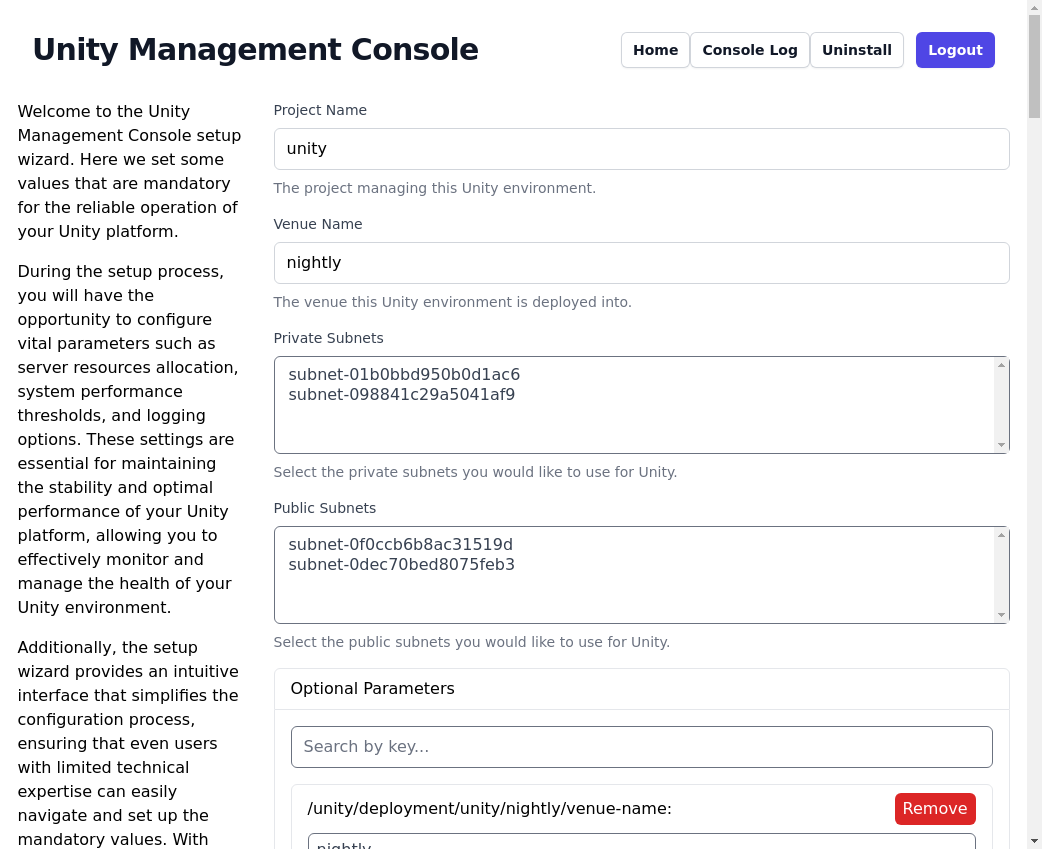 Unity Management Console
Home
Console Log
Uninstall
Logout
Welcome to the Unity
Management Console setup
wizard. Here we set some
values that are mandatory
for the reliable operation of
your Unity platform.
During the setup process,
you will have the
opportunity to configure
vital parameters such as
server resources allocation,
system performance
thresholds, and logging
options. These settings are
essential for maintaining
the stability and optimal
performance of your Unity
platform, allowing you to
effectively monitor and
manage the health of your
Unity environment.
Additionally, the setup
wizard provides an intuitive
interface that simplifies the
configuration process,
ensuring that even users
with limited technical
expertise can easily
navigate and set up the
mandatory values. With
Project Name
unity
The project managing this Unity environment.
Venue Name
nightly
The venue this Unity environment is deployed into.
Private Subnets
subnet-01b0bbd950b0d1ac6
subnet-098841c29a5041af9
Select the private subnets you would like to use for Unity.
Public Subnets
subnet-0f0ccb6b8ac31519d
subnet-0dec70bed8075feb3
Select the public subnets you would like to use for Unity.
Optional Parameters
Search by key...
/unity/deployment/unity/nightly/venue-name:
Remove
nightly